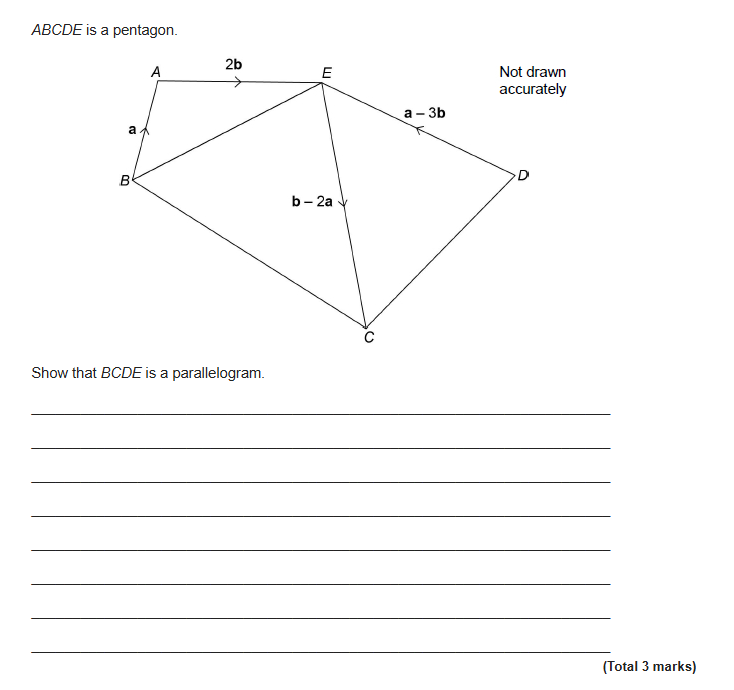 ABCDE is a pentagon.
A
2b
E
Not drawn
accurately
a – 3b
a
B
D
b – 2a
C
Show that BCDE is a parallelogram.
(Total 3 marks)